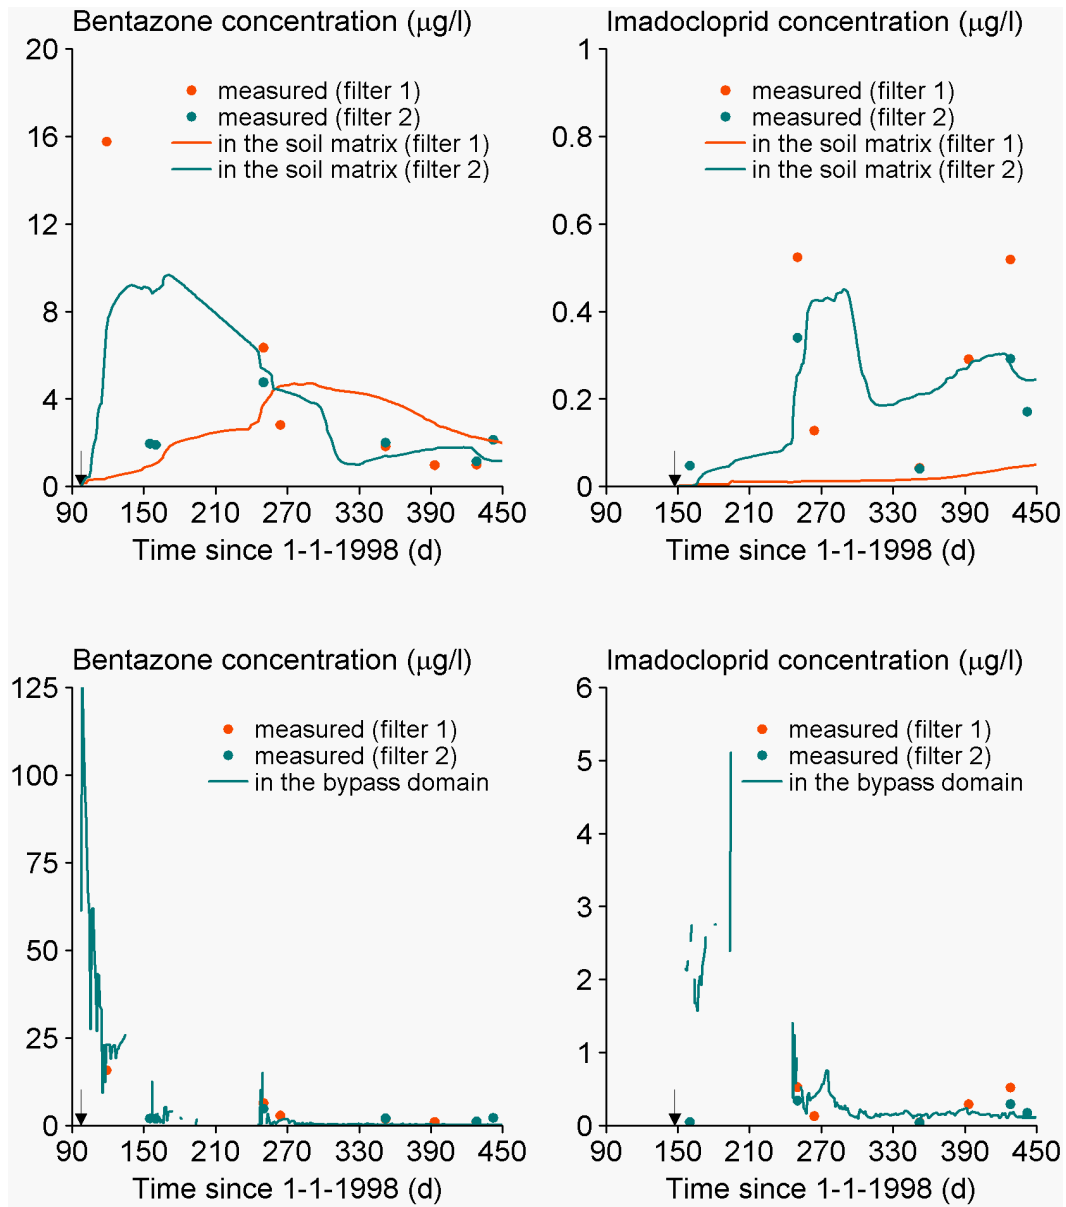 Bentazone concentration (μg/l)
20
16
12
8
4
0
measured (filter 1)
measured (filter 2)
in the soil matrix (filter 1)
in the soil matrix (filter 2)
90 150 210 270 330 390 450
Time since 1-1-1998 (d)
Imadocloprid concentration (μg/l)
1
0.8
0.6
0.4
0.2
0
measured (filter 1)
measured (filter 2)
in the soil matrix (filter 1)
in the soil matrix (filter 2)
90 150 210 270 330 390 450
Time since 1-1-1998 (d)
Bentazone concentration (μg/l)
125
100
75
50
25
0
measured (filter 1)
measured (filter 2)
in the bypass domain
90 150 210 270 330 390 450
Time since 1-1-1998 (d)
Imadocloprid concentration (μg/l)
6
5
4
3
2
1
0
measured (filter 1)
measured (filter 2)
in the bypass domain
90 150 210 270 330 390 450
Time since 1-1-1998 (d)